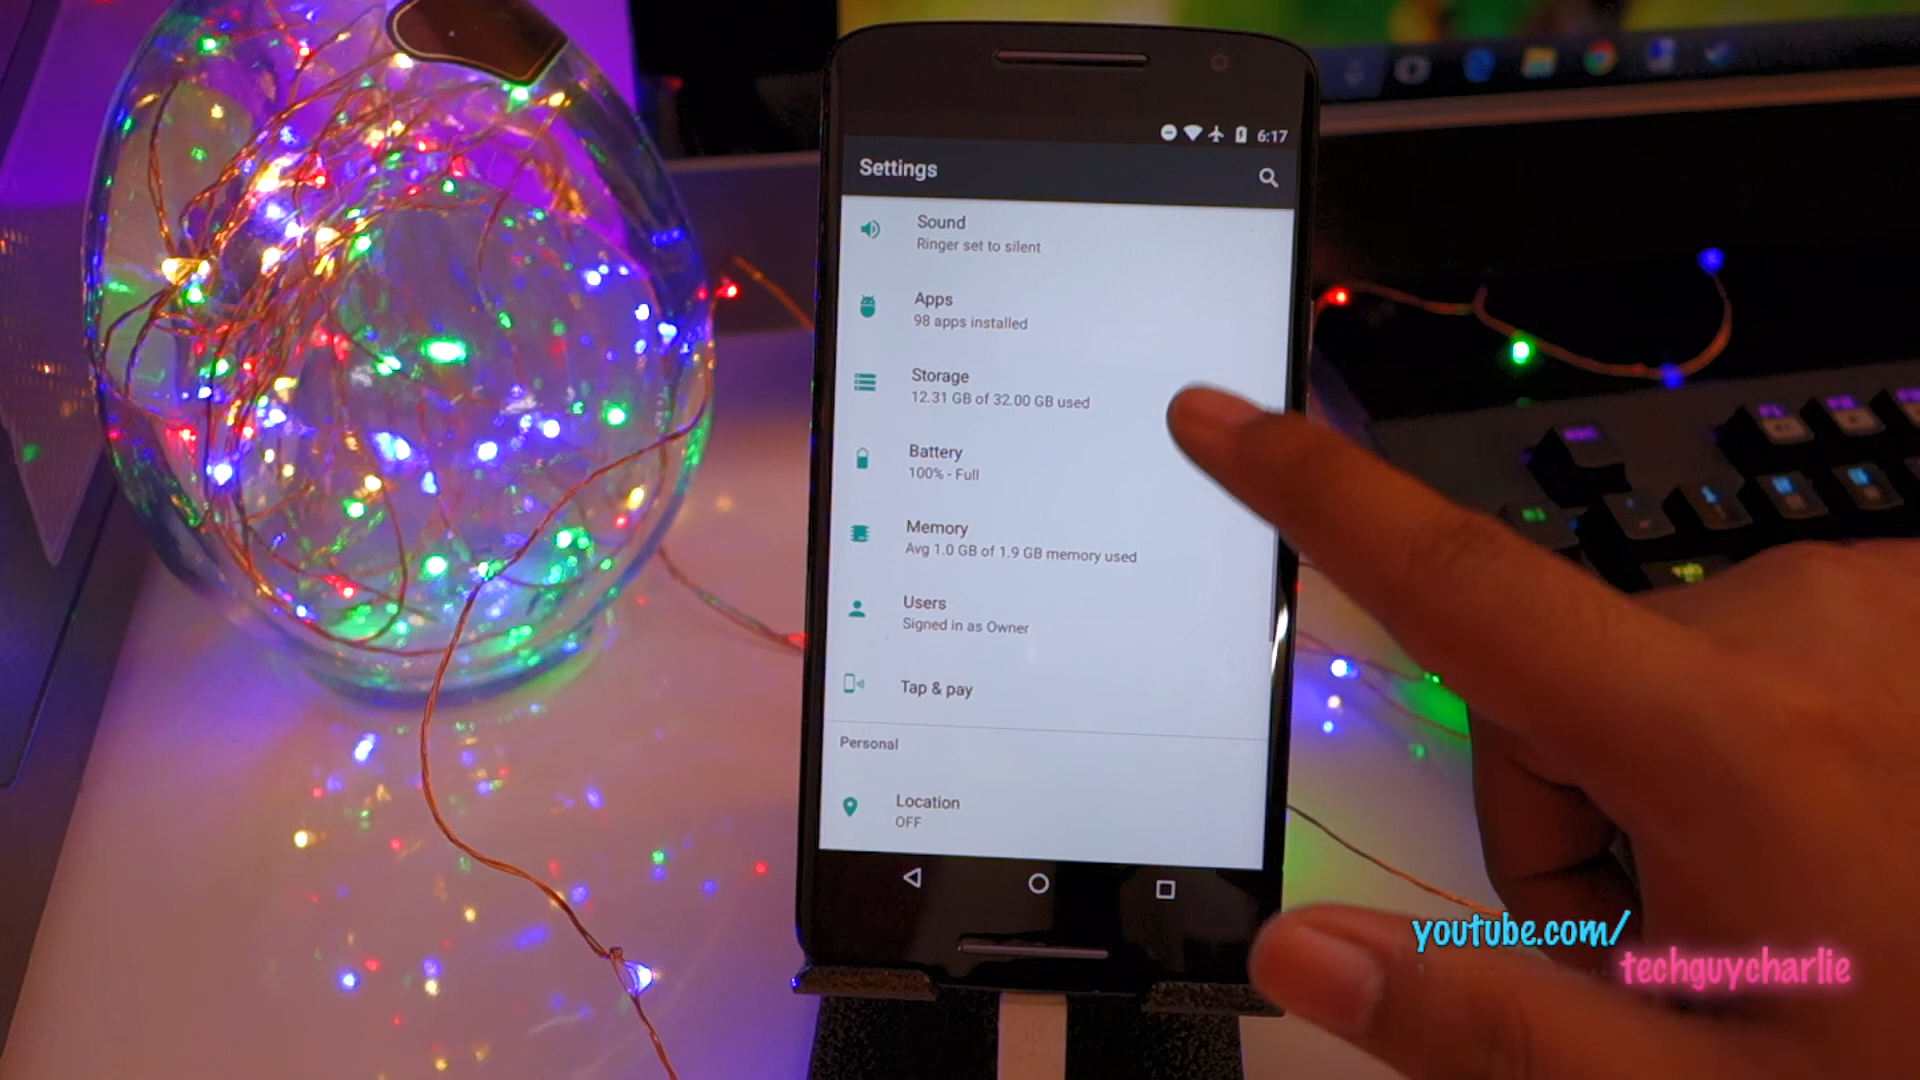 6:17
Settings
Sound
Ringer set to silent
Apps
98 apps installed
Storage
12.31 GB of 32.00 GB used
Battery
100% - Full
Memory
Avg 1.0 GB of 1.9 GB memory used
Users
Signed in as Owner
Tap & pay
Personal
Location
OFF
youtube.com/
techguycharlie